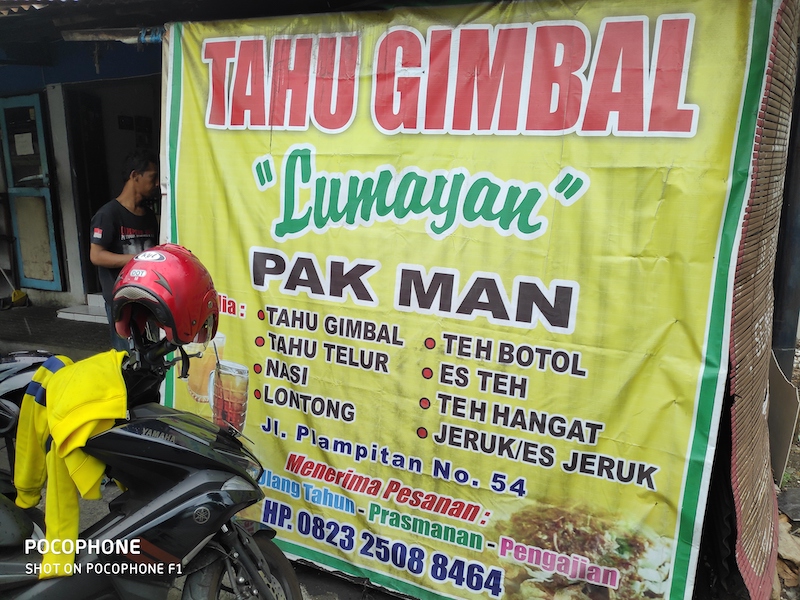 TAHU GIMBAL
"Lumayan"
PAK MAN
dia :
•TAHU GIMBAL
•TAHU TELUR
•NASI
•LONTONG
•TEH BOTOL
•ES TEH
•TEH HANGAT
•JERUK/ES JERUK
Jl. Plampitan No. 54
Menerima Pesanan :
Ulang Tahun - Prasmanan - Pengajian
HP. 0823 2508 8464
YAMAHA
POCOPHONE
SHOT ON POCOPHONE F1